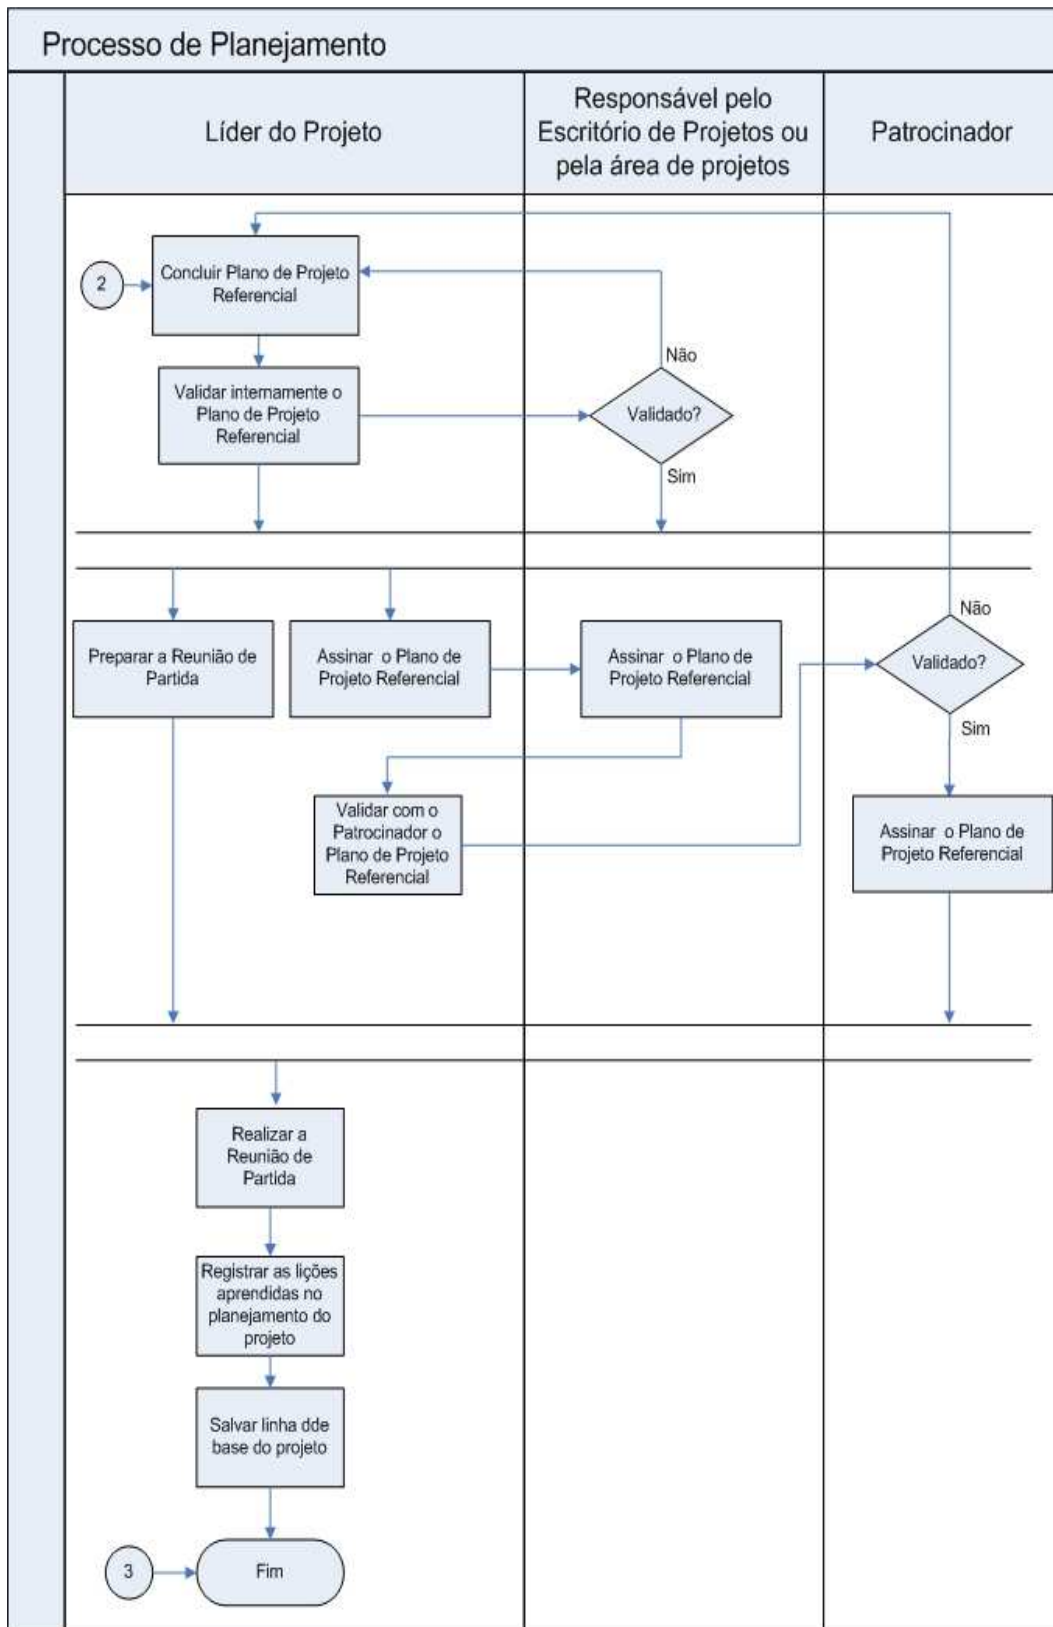 Processo de Planejamento
Líder do Projeto
Responsável pelo
Escritório de Projetos ou
pela área de projetos
Patrocinador
2
Concluir Plano de Projeto
Referencial
Não
Validar internamente o
Plano de Projeto
Referencial
Validado?
Sim
Não
Preparar a Reunião de
Partida
Assinar o Plano de
Projeto Referencial
Assinar o Plano de
Projeto Referencial
Validado?
Sim
Validar com o
Patrocinador o
Plano de Projeto
Referencial
Assinar o Plano de
Projeto Referencial
Realizar a
Reunião de
Partida
Registrar as lições
aprendidas no
planejamento do
projeto
Salvar linha dde
base do projeto
3
Fim